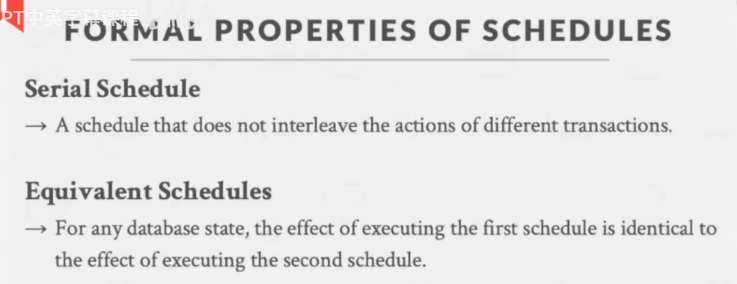 PT中英字幕课程
FORMAL PROPERTIES OF SCHEDULES
Serial Schedule
→ A schedule that does not interleave the actions of different transactions.
Equivalent Schedules
→ For any database state, the effect of executing the first schedule is identical to
the effect of executing the second schedule.